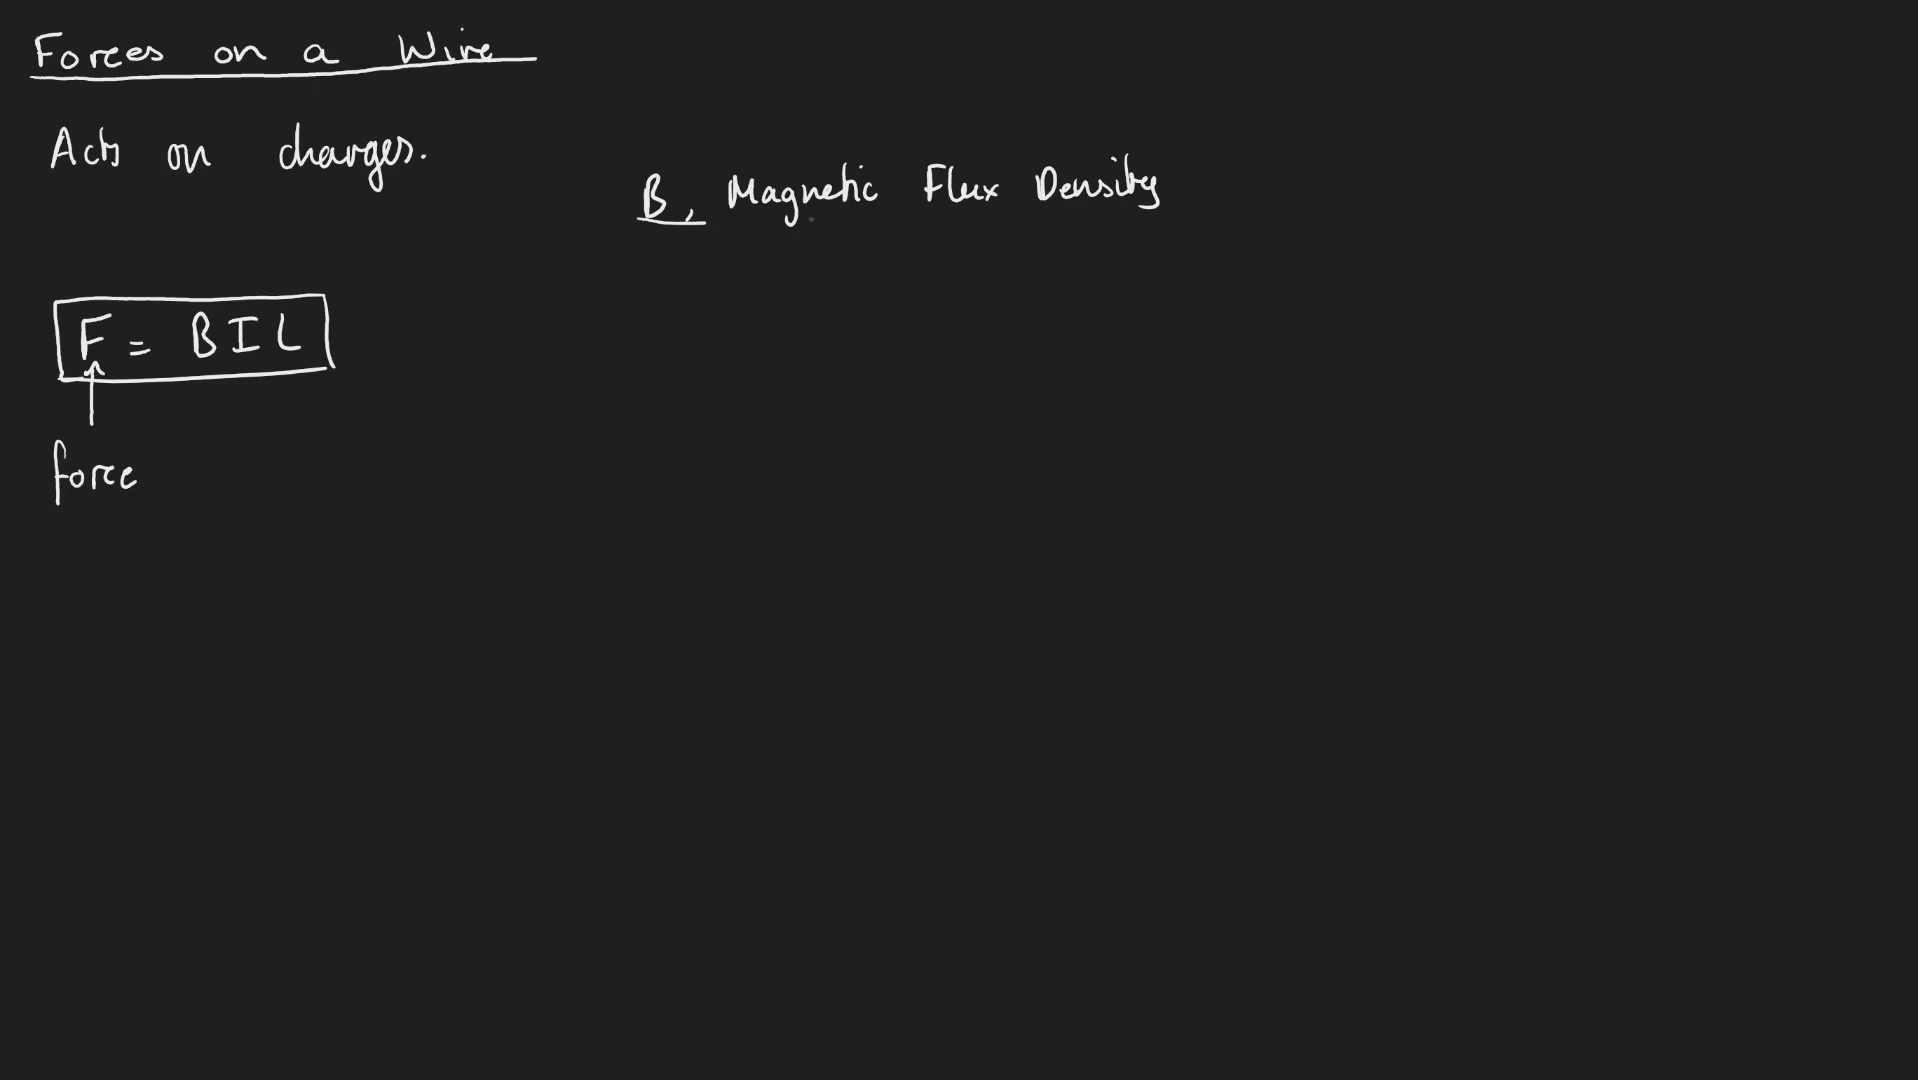 Forces on a Wire
Acts on charges.
B, Magnetic Flux Density
F = BIL
force